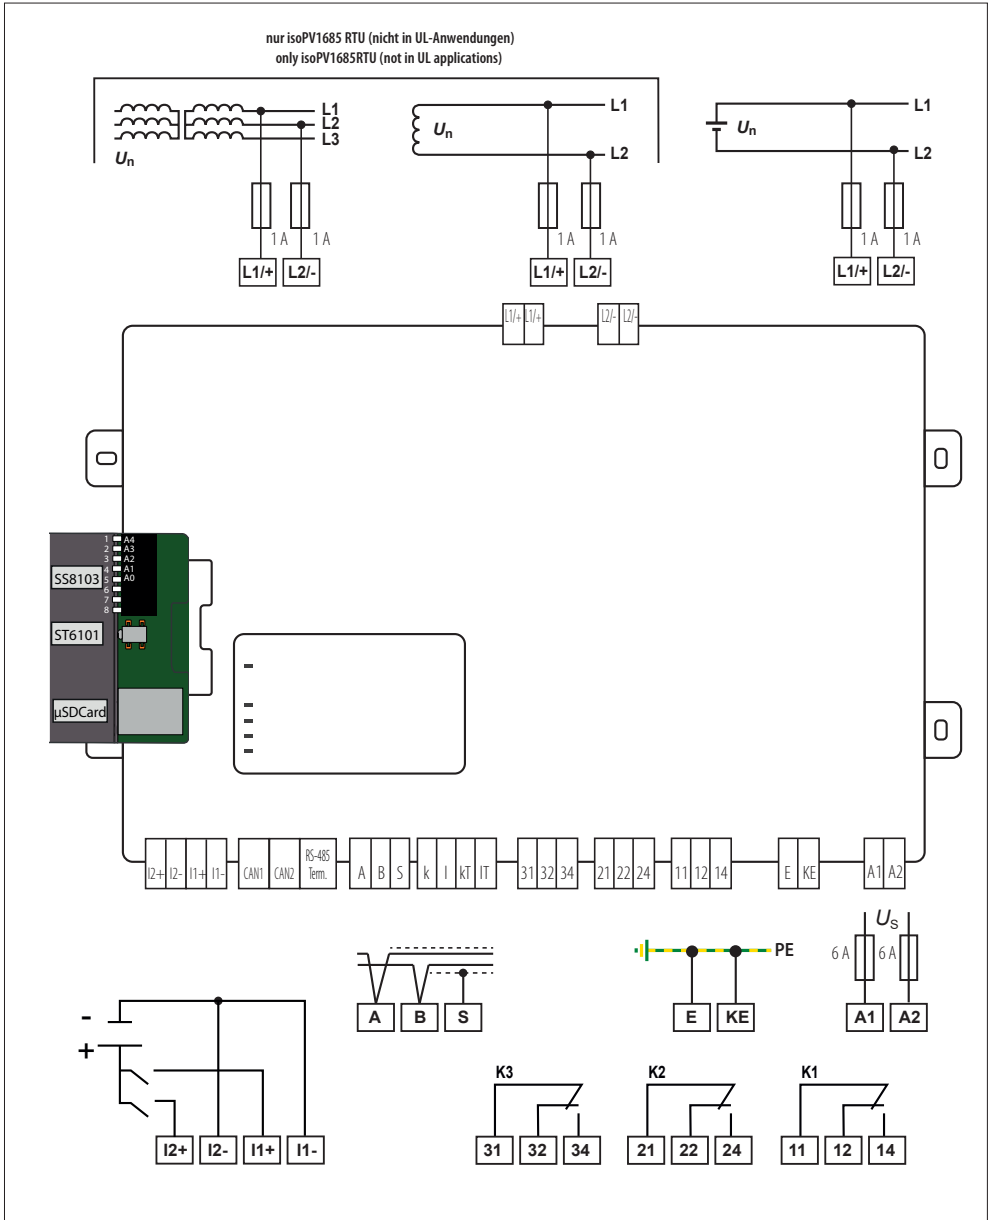 nur isoPV1685 RTU (nicht in UL-Anwendungen)
only isoPV1685RTU (not in UL applications)
L1
L2
L3
Un
1 A
1 A
L1/+
L2/-
L1
Un
L2
1 A
1 A
L1/+
L2/-
L1
Un
L2
1 A
1 A
L1/+
L2/-
L1/+ L1/+ L2/- L2/-
1 A4
2 A3
3 A2
4 A1
5 A0
6
7
8
SS8103
ST6101
µSDCard
I2+ I2- I1+ I1- CAN1 CAN2 RS-485 Term. A B S k l kT lT 31 32 34 21 22 24 11 12 14 E KE A1 A2
A B S
PE
E KE
US
6 A 6 A
A1 A2
-
+
I2+ I2- I1+ I1-
K3
31 32 34
K2
21 22 24
K1
11 12 14